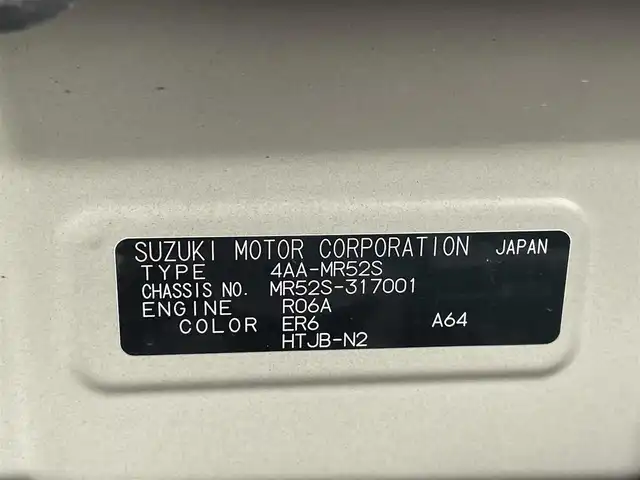 SUZUKI MOTOR CORPORATION JAPAN
TYPE 4AA-MR52S
CHASSIS NO. MR52S-317001
ENGINE R06A
COLOR ER6 A64
HTJB-N2